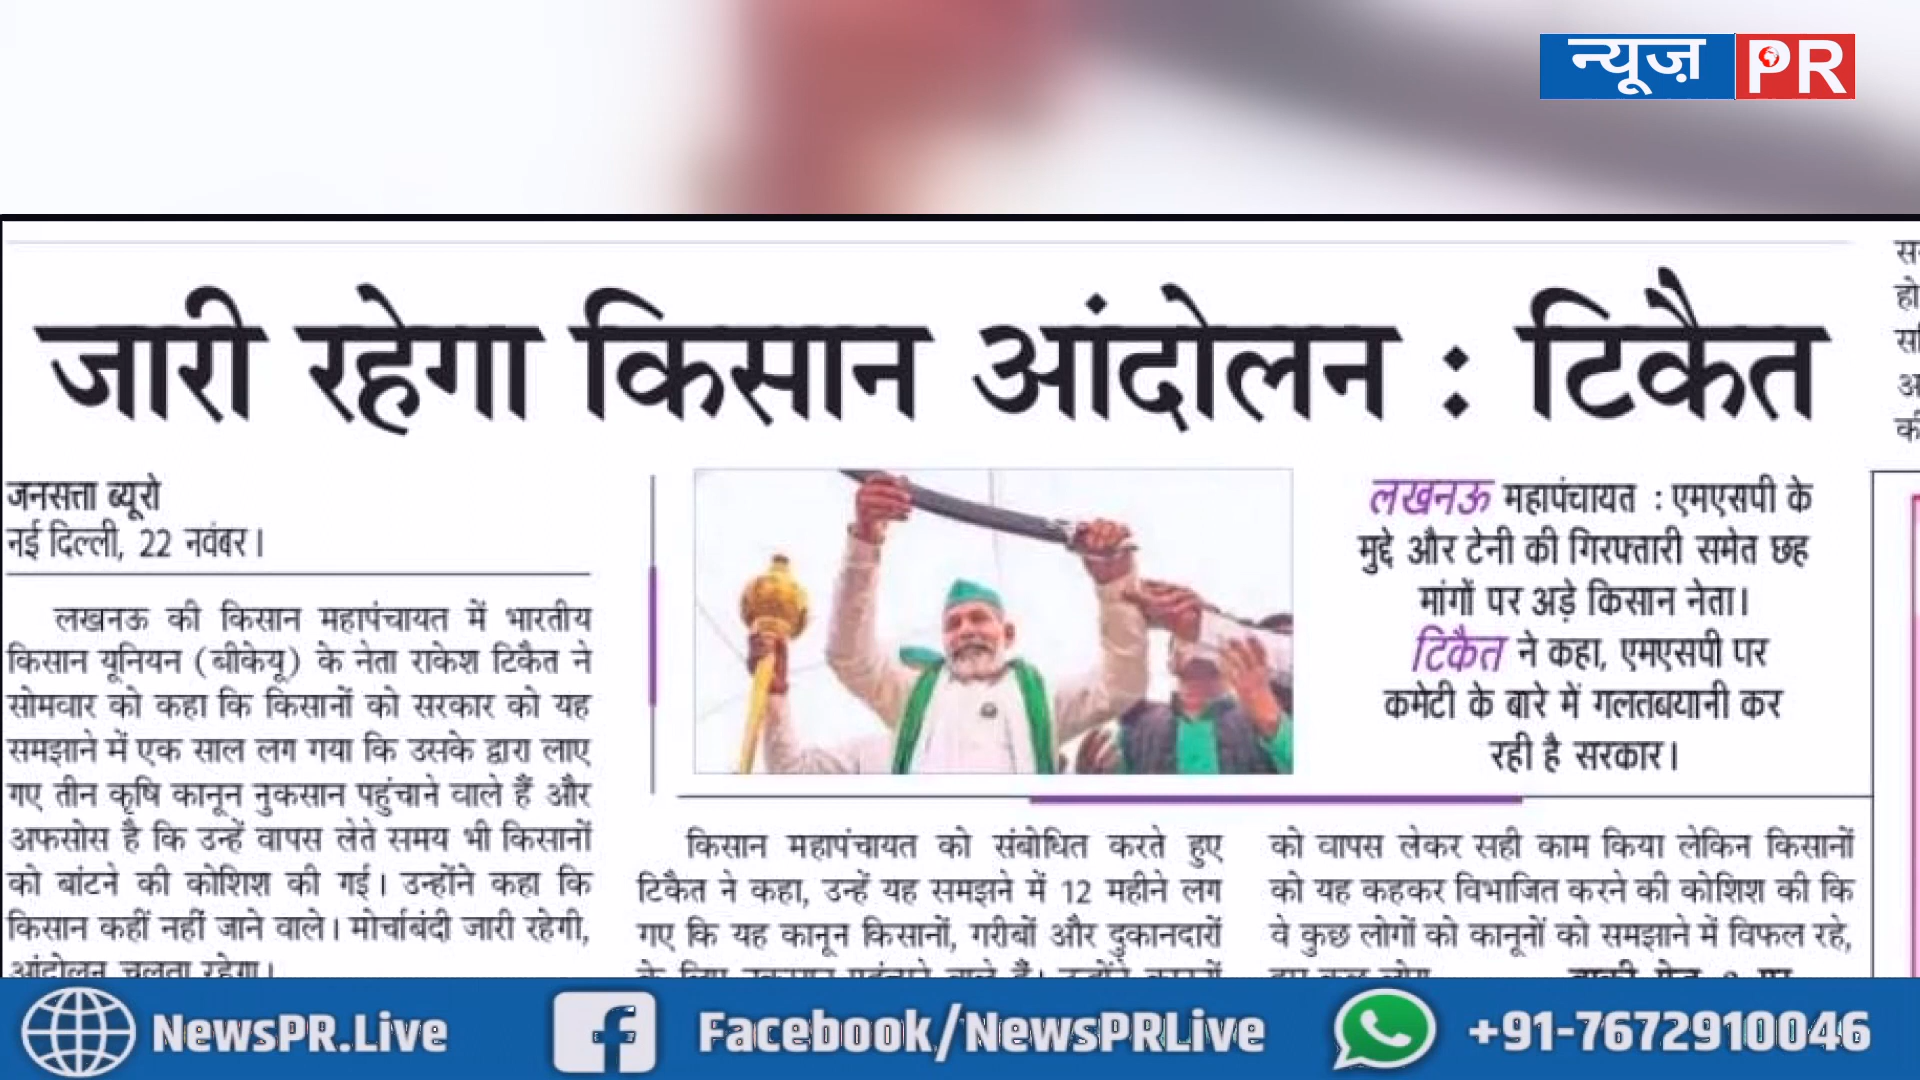 न्यूज़ PR
जारी रहेगा किसान आंदोलन : टिकैत
जनसत्ता ब्यूरो
नई दिल्ली, 22 नवंबर।
लखनऊ की किसान महापंचायत में भारतीय
किसान यूनियन (बीकेयू) के नेता राकेश टिकैत ने
सोमवार को कहा कि किसानों को सरकार को यह
समझाने में एक साल लग गया कि उसके द्वारा लाए
गए तीन कृषि कानून नुकसान पहुंचाने वाले हैं और
अफसोस है कि उन्हें वापस लेते समय भी किसानों
को बांटने की कोशिश की गई। उन्होंने कहा कि
किसान कहीं नहीं जाने वाले। मोर्चाबंदी जारी रहेगी,
आंदोलन चलता रहेगा।
लखनऊ महापंचायत : एमएसपी के
मुद्दे और टेनी की गिरफ्तारी समेत छह
मांगों पर अड़े किसान नेता।
टिकैत ने कहा, एमएसपी पर
कमेटी के बारे में गलतबयानी कर
रही है सरकार।
किसान महापंचायत को संबोधित करते हुए
टिकैत ने कहा, उन्हें यह समझने में 12 महीने लग
गए कि यह कानून किसानों, गरीबों और दुकानदारों
को वापस लेकर सही काम किया लेकिन किसानों
को यह कहकर विभाजित करने की कोशिश की कि
वे कुछ लोगों को कानूनों को समझाने में विफल रहे,
NewsPR.Live
Facebook/NewsPRLive
+91-7672910046